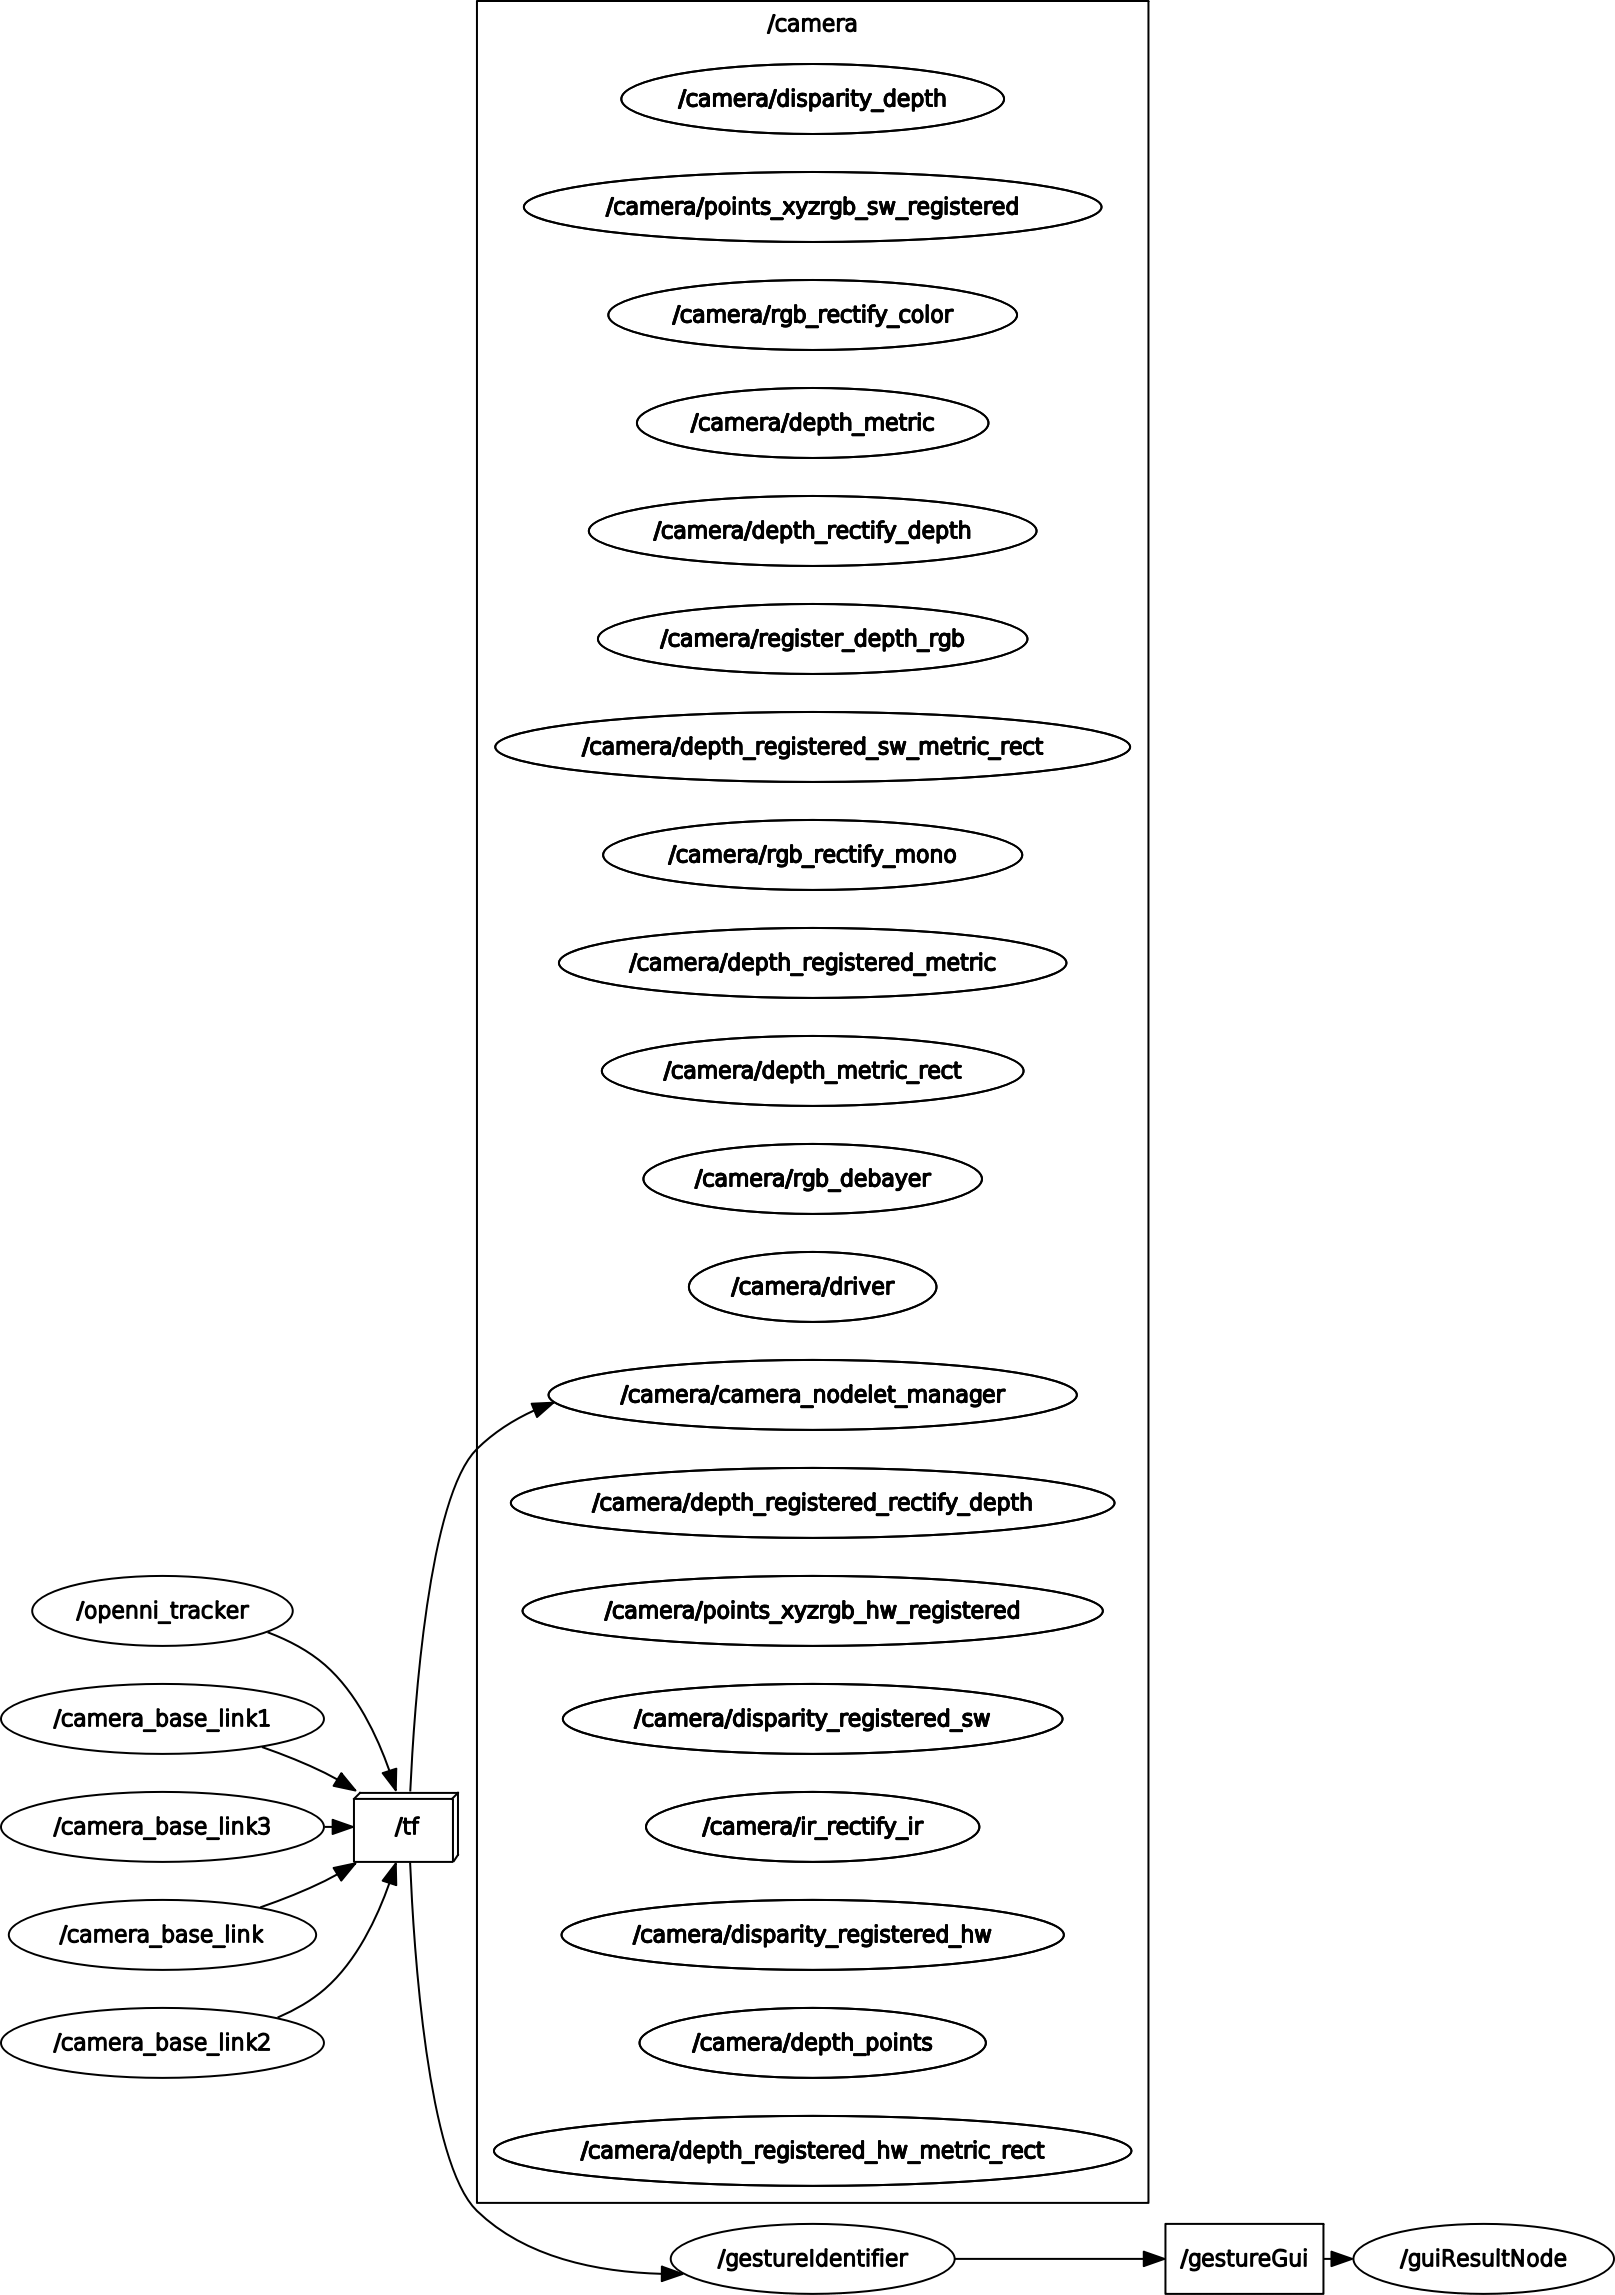 /camera
/camera/disparity_depth
/camera/points_xyzrgb_sw_registered
/camera/rgb_rectify_color
/camera/depth_metric
/camera/depth_rectify_depth
/camera/register_depth_rgb
/camera/depth_registered_sw_metric_rect
/camera/rgb_rectify_mono
/camera/depth_registered_metric
/camera/depth_metric_rect
/camera/rgb_debayer
/camera/driver
/camera/camera_nodelet_manager
/camera/depth_registered_rectify_depth
/openni_tracker
/camera/points_xyzrgb_hw_registered
/camera_base_link1
/camera/disparity_registered_sw
/camera_base_link3
/tf
/camera/ir_rectify_ir
/camera_base_link
/camera/disparity_registered_hw
/camera_base_link2
/camera/depth_points
/camera/depth_registered_hw_metric_rect
/gestureIdentifier
/gestureGui
/guiResultNode